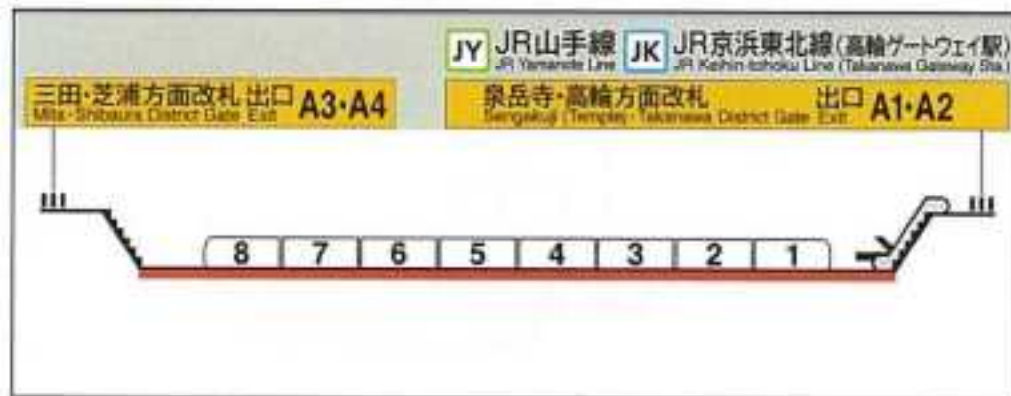 JY JR山手線 JK JR京浜東北線(高輪ゲートウェイ駅)
JR Yamanote Line JR Keihin-tohoku Line (Takanawa Gateway Sta.)
三田・芝浦方面改札 出口 A3・A4
Mita・Shibaura District Gate Exit
泉岳寺・高輪方面改札 出口 A1・A2
Sengakuji (Temple)・Takanawa District Gate Exit
8 7 6 5 4 3 2 1